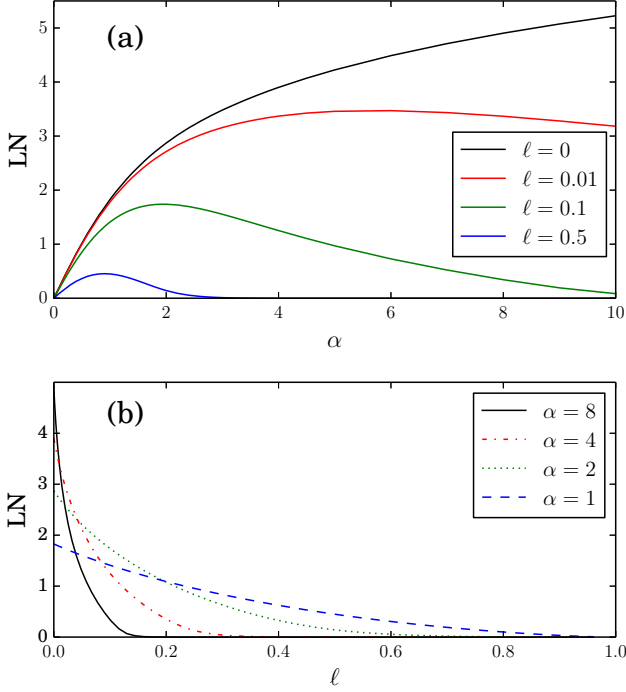 (a)
LN
5
4
3
2
1
0
ℓ = 0
ℓ = 0.01
ℓ = 0.1
ℓ = 0.5
0 2 4 6 8 10
α
(b)
LN
4
3
2
1
0
α = 8
α = 4
α = 2
α = 1
0.0 0.2 0.4 0.6 0.8 1.0
ℓ